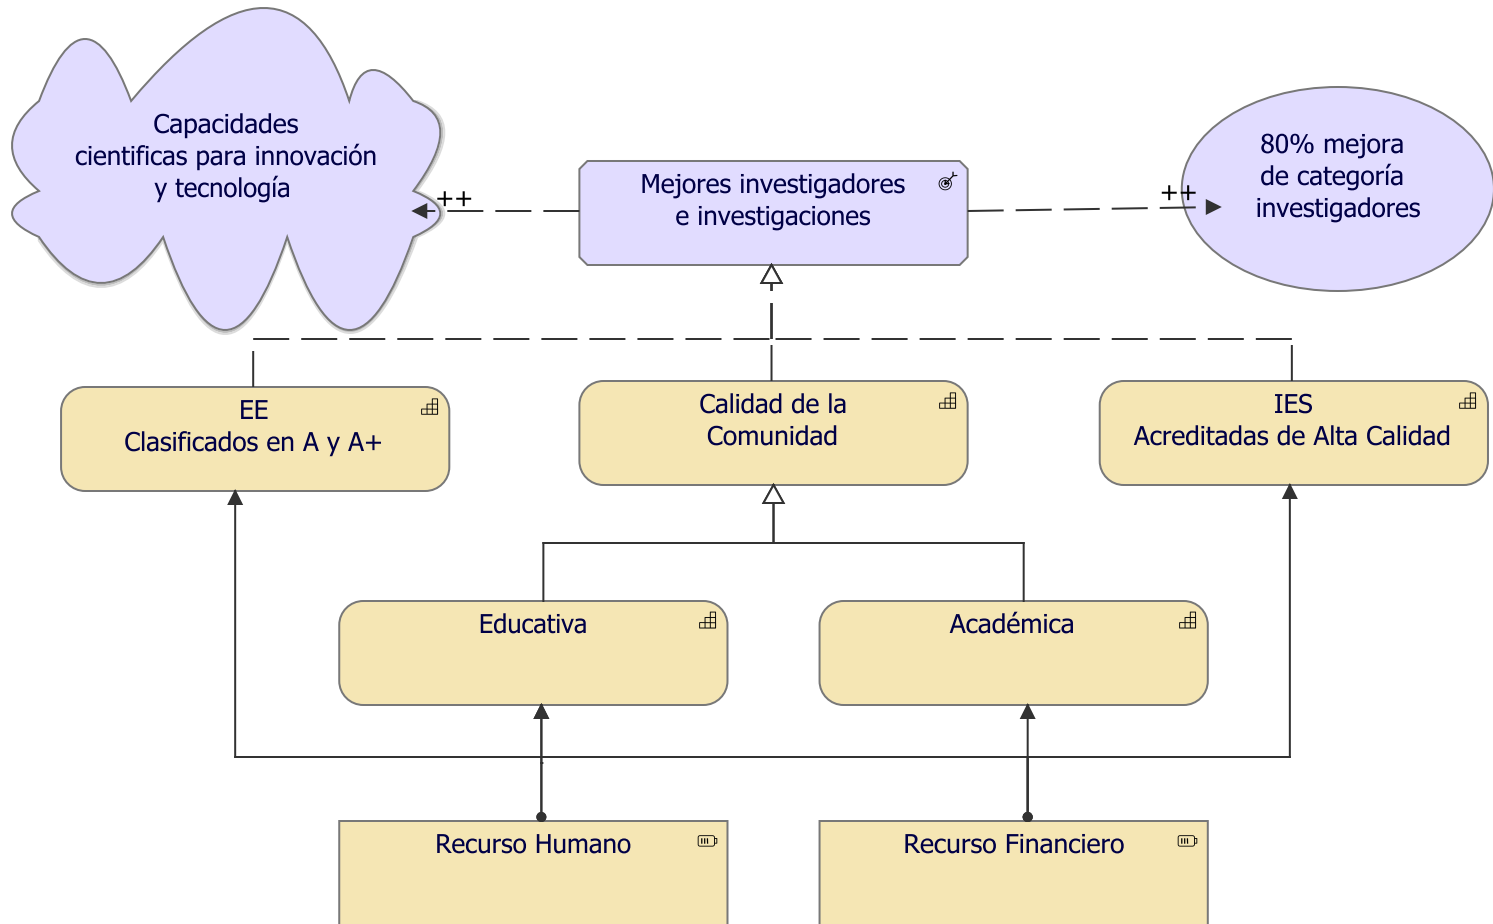 Capacidades
cientificas para innovación
y tecnología
++
Mejores investigadores
e investigaciones
++
80% mejora
de categoría
investigadores
EE
Clasificados en A y A+
Calidad de la
Comunidad
IES
Acreditadas de Alta Calidad
Educativa
Académica
Recurso Humano
Recurso Financiero